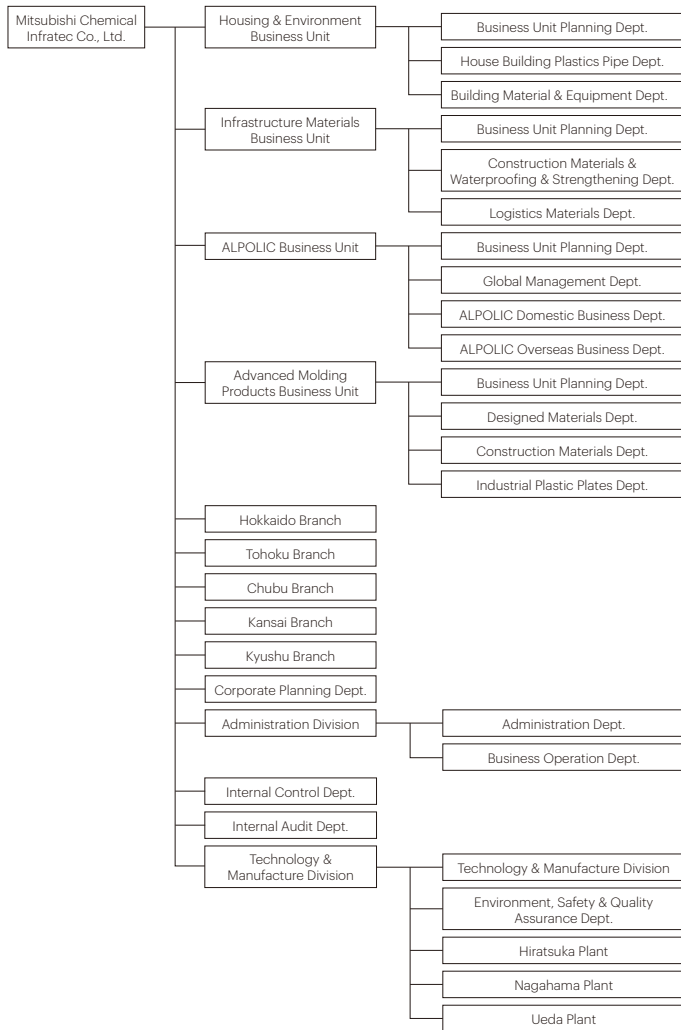 Mitsubishi Chemical
Infratec Co., Ltd.
Housing & Environment
Business Unit
Business Unit Planning Dept.
House Building Plastics Pipe Dept.
Building Material & Equipment Dept.
Infrastructure Materials
Business Unit
Business Unit Planning Dept.
Construction Materials &
Waterproofing & Strengthening Dept.
Logistics Materials Dept.
ALPOLIC Business Unit
Business Unit Planning Dept.
Global Management Dept.
ALPOLIC Domestic Business Dept.
ALPOLIC Overseas Business Dept.
Advanced Molding
Products Business Unit
Business Unit Planning Dept.
Designed Materials Dept.
Construction Materials Dept.
Industrial Plastic Plates Dept.
Hokkaido Branch
Tohoku Branch
Chubu Branch
Kansai Branch
Kyushu Branch
Corporate Planning Dept.
Administration Division
Administration Dept.
Business Operation Dept.
Internal Control Dept.
Internal Audit Dept.
Technology &
Manufacture Division
Technology & Manufacture Division
Environment, Safety & Quality
Assurance Dept.
Hiratsuka Plant
Nagahama Plant
Ueda Plant